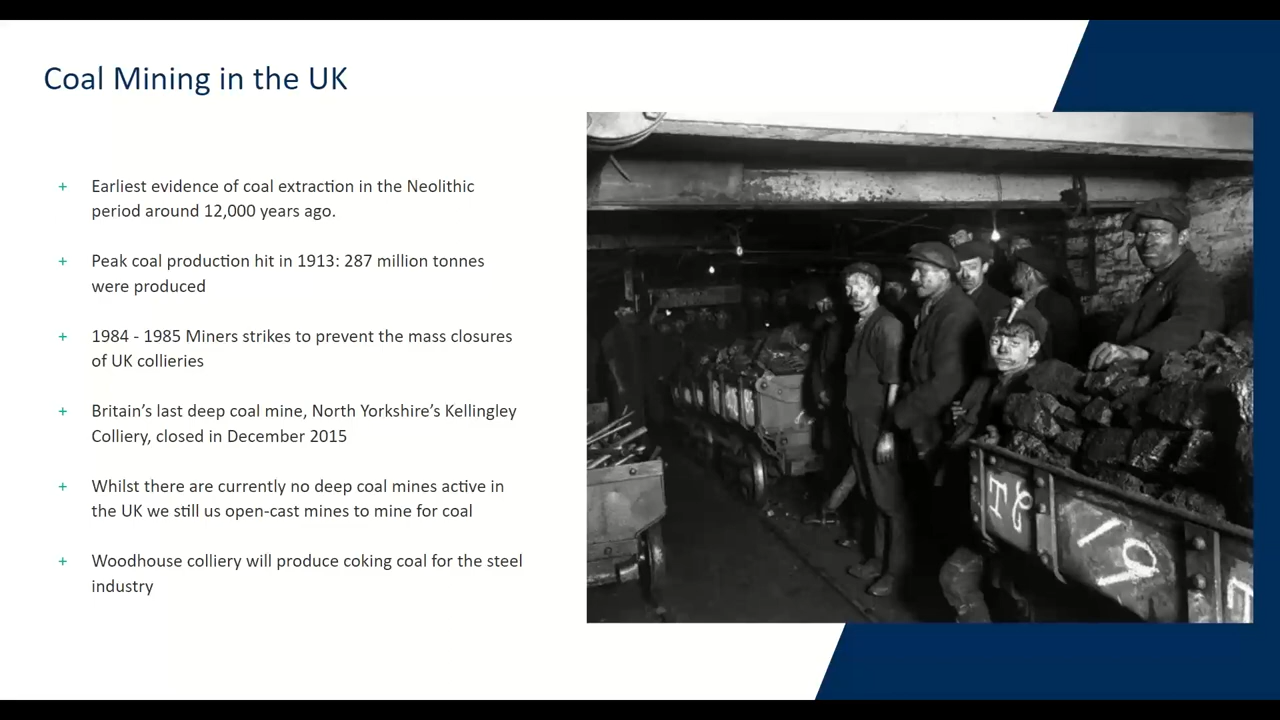 Coal Mining in the UK
+ Earliest evidence of coal extraction in the Neolithic
period around 12,000 years ago.
+ Peak coal production hit in 1913: 287 million tonnes
were produced
+ 1984 - 1985 Miners strikes to prevent the mass closures
of UK collieries
+ Britain’s last deep coal mine, North Yorkshire’s Kellingley
Colliery, closed in December 2015
+ Whilst there are currently no deep coal mines active in
the UK we still us open-cast mines to mine for coal
+ Woodhouse colliery will produce coking coal for the steel
industry